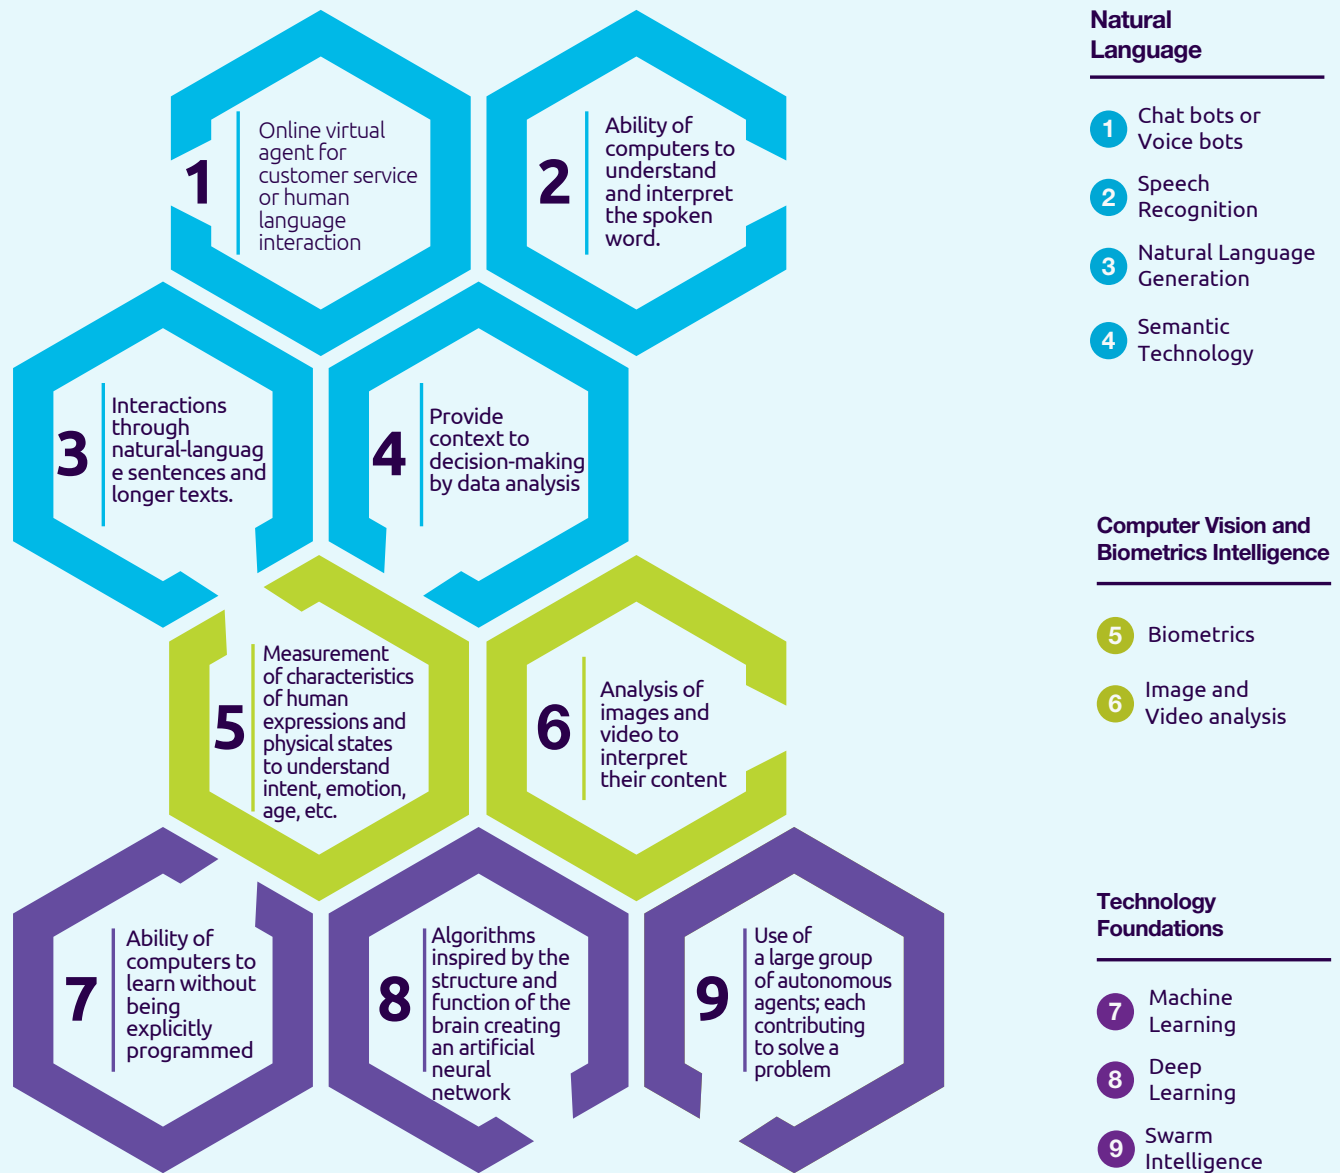 1
Online virtual
agent for
customer service
or human
language
interaction
2
Ability of
computers to
understand
and interpret
the spoken
word.
3
Interactions
through
natural-languag
e sentences and
longer texts.
4
Provide
context to
decision-making
by data analysis
5
Measurement
of characteristics
of human
expressions and
physical states
to understand
intent, emotion,
age, etc.
6
Analysis of
images and
video to
interpret
their content
7
Ability of
computers to
learn without
being
explicitly
programmed
8
Algorithms
inspired by the
structure and
function of the
brain creating
an artificial
neural
network
9
Use of
a large group
of autonomous
agents; each
contributing
to solve a
problem
Natural
Language
1 Chat bots or
Voice bots
2 Speech
Recognition
3 Natural Language
Generation
4 Semantic
Technology
Computer Vision and
Biometrics Intelligence
5 Biometrics
6 Image and
Video analysis
Technology
Foundations
7 Machine
Learning
8 Deep
Learning
9 Swarm
Intelligence